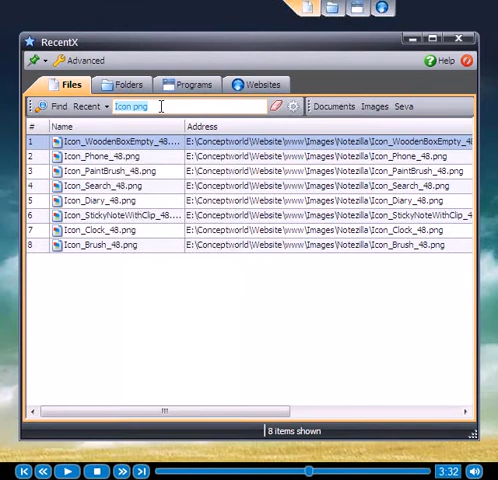 RecentX
Advanced
Help
Files Folders Programs Websites
Find Recent Icon png Documents Images Seva
# Name Address
1 Icon_WoodenBoxEmpty_48.... E:\Conceptworld\Website\www\Images\Notezilla\Icon_WoodenBoxEmpty_48
2 Icon_Phone_48.png E:\Conceptworld\Website\www\Images\Notezilla\Icon_Phone_48.png
3 Icon_PaintBrush_48.png E:\Conceptworld\Website\www\Images\Notezilla\Icon_PaintBrush_48.png
4 Icon_Search_48.png E:\Conceptworld\Website\www\Images\Notezilla\Icon_Search_48.png
5 Icon_Diary_48.png E:\Conceptworld\Website\www\Images\Notezilla\Icon_Diary_48.png
6 Icon_StickyNoteWithClip_48.... E:\Conceptworld\Website\www\Images\Notezilla\Icon_StickyNoteWithClip_4
7 Icon_Clock_48.png E:\Conceptworld\Website\www\Images\Notezilla\Icon_Clock_48.png
8 Icon_Brush_48.png E:\Conceptworld\Website\www\Images\Notezilla\Icon_Brush_48.png
8 items shown
3:32